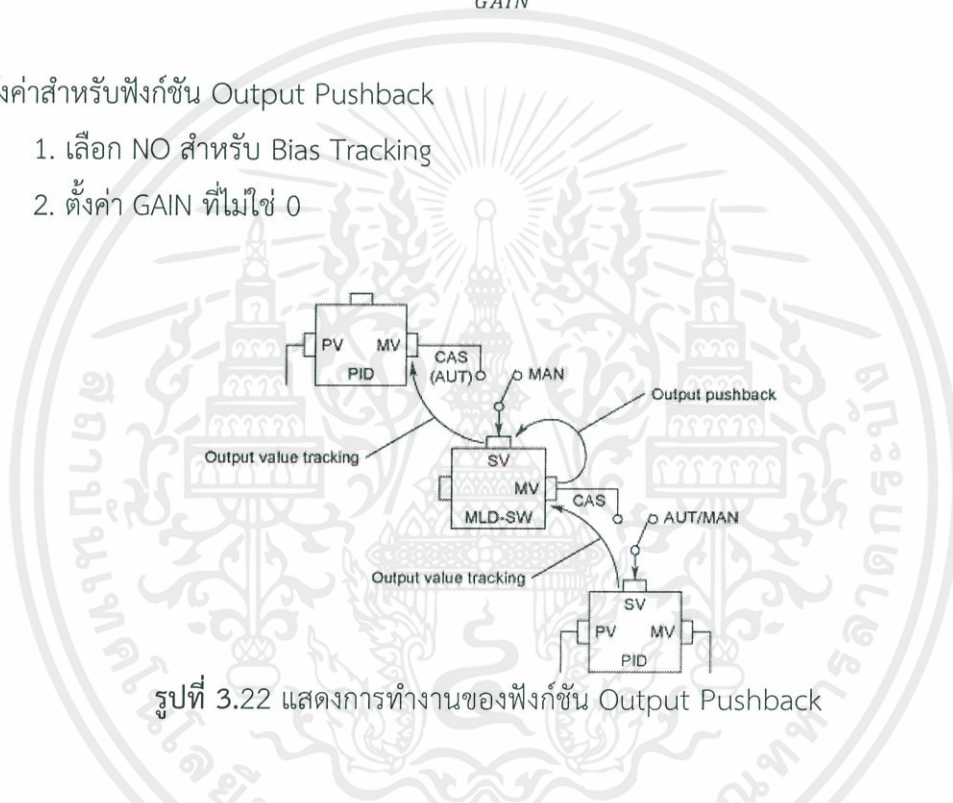 GAIN
งค่าสำหรับฟังก์ชัน Output Pushback
1. เลือก NO สำหรับ Bias Tracking
2. ตั้งค่า GAIN ที่ไม่ใช่ 0
PV MV
PID
CAS
(AUT)
MAN
Output pushback
Output value tracking
SV
MV
MLD-SW
CAS
AUT/MAN
Output value tracking
SV
PV MV
PID
รูปที่ 3.22 แสดงการทำงานของฟังก์ชัน Output Pushback